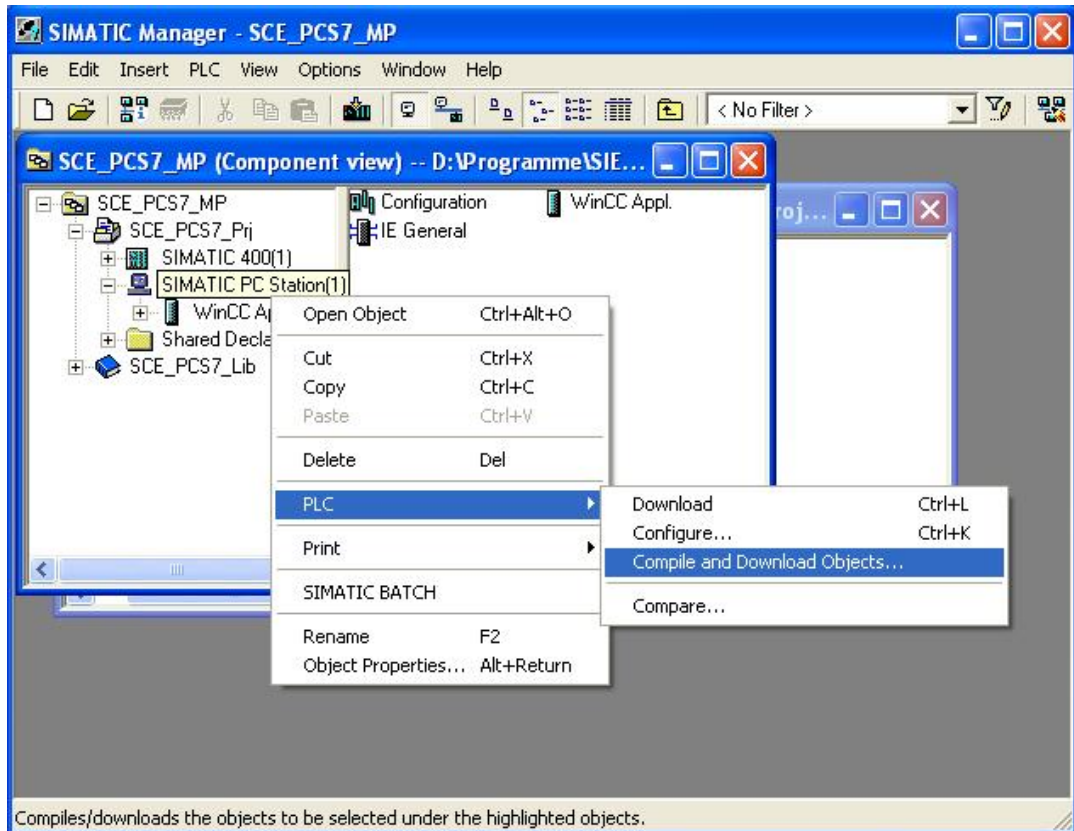 SIMATIC Manager - SCE_PCS7_MP
File Edit Insert PLC View Options Window Help
< No Filter >
SCE_PCS7_MP (Component view) -- D:\Programme\SIE...
roj...
SCE_PCS7_MP
SCE_PCS7_Prj
SIMATIC 400(1)
SIMATIC PC Station(1)
WinCC Ap
Shared Decla
SCE_PCS7_Lib
Configuration WinCC Appl.
IE General
Open Object Ctrl+Alt+O
Cut Ctrl+X
Copy Ctrl+C
Paste Ctrl+V
Delete Del
PLC
Print
SIMATIC BATCH
Rename F2
Object Properties... Alt+Return
Download Ctrl+L
Configure... Ctrl+K
Compile and Download Objects...
Compare...
Compiles/downloads the objects to be selected under the highlighted objects.